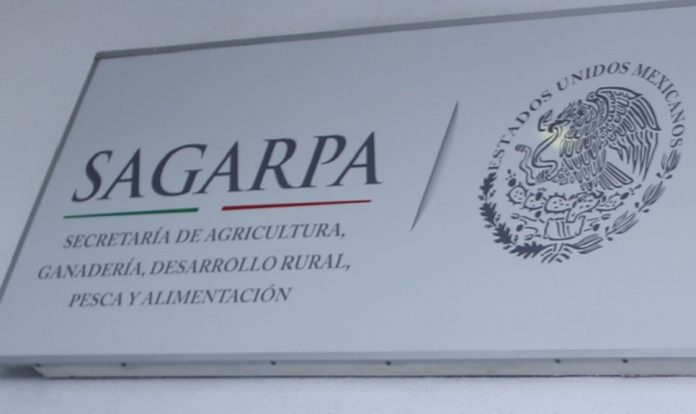 SAGARPA
SECRETARÍA DE AGRICULTURA,
GANADERÍA, DESARROLLO RURAL,
PESCA Y ALIMENTACIÓN
ESTADOS UNIDOS MEXICANOS